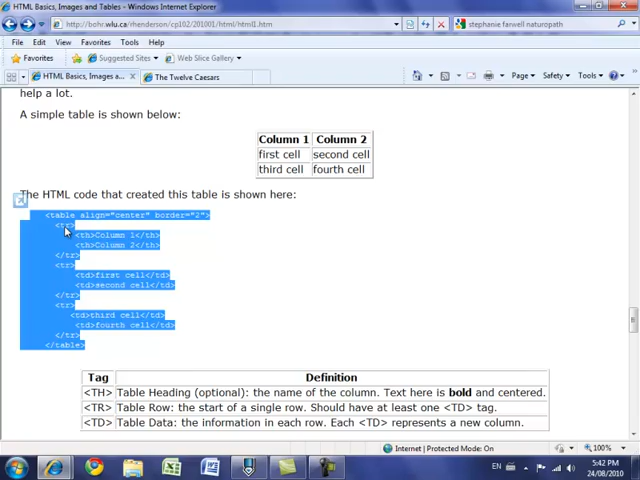 HTML Basics, Images and Tables - Windows Internet Explorer
http://bohr.wlu.ca/rhenderson/cp102/201001/html/html1.htm
stephanie farwell naturopath
File Edit View Favorites Tools Help
Favorites Suggested Sites Web Slice Gallery
HTML Basics, Images a... The Twelve Caesars
Page Safety Tools
help a lot.
A simple table is shown below:
Column 1 Column 2
first cell second cell
third cell fourth cell
The HTML code that created this table is shown here:
<table align="center" border="2">
<tr>
<th>Column 1</th>
<th>Column 2</th>
</tr>
<tr>
<td>first cell</td>
<td>second cell</td>
</tr>
<tr>
<td>third cell</td>
<td>fourth cell</td>
</tr>
</table>
Tag Definition
<TH> Table Heading (optional): the name of the column. Text here is bold and centered.
<TR> Table Row: the start of a single row. Should have at least one <TD> tag.
<TD> Table Data: the information in each row. Each <TD> represents a new column.
Internet | Protected Mode: On 100%
EN 5:42 PM
24/08/2010